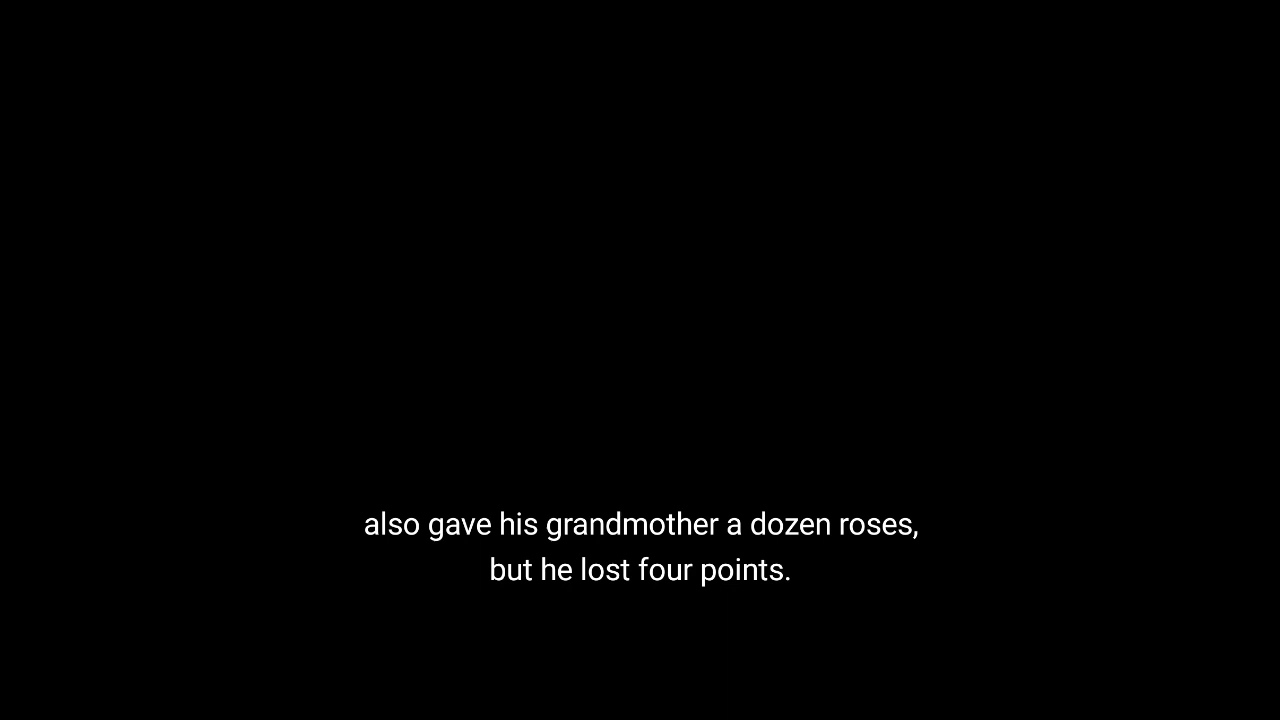 also gave his grandmother a dozen roses,
but he lost four points.